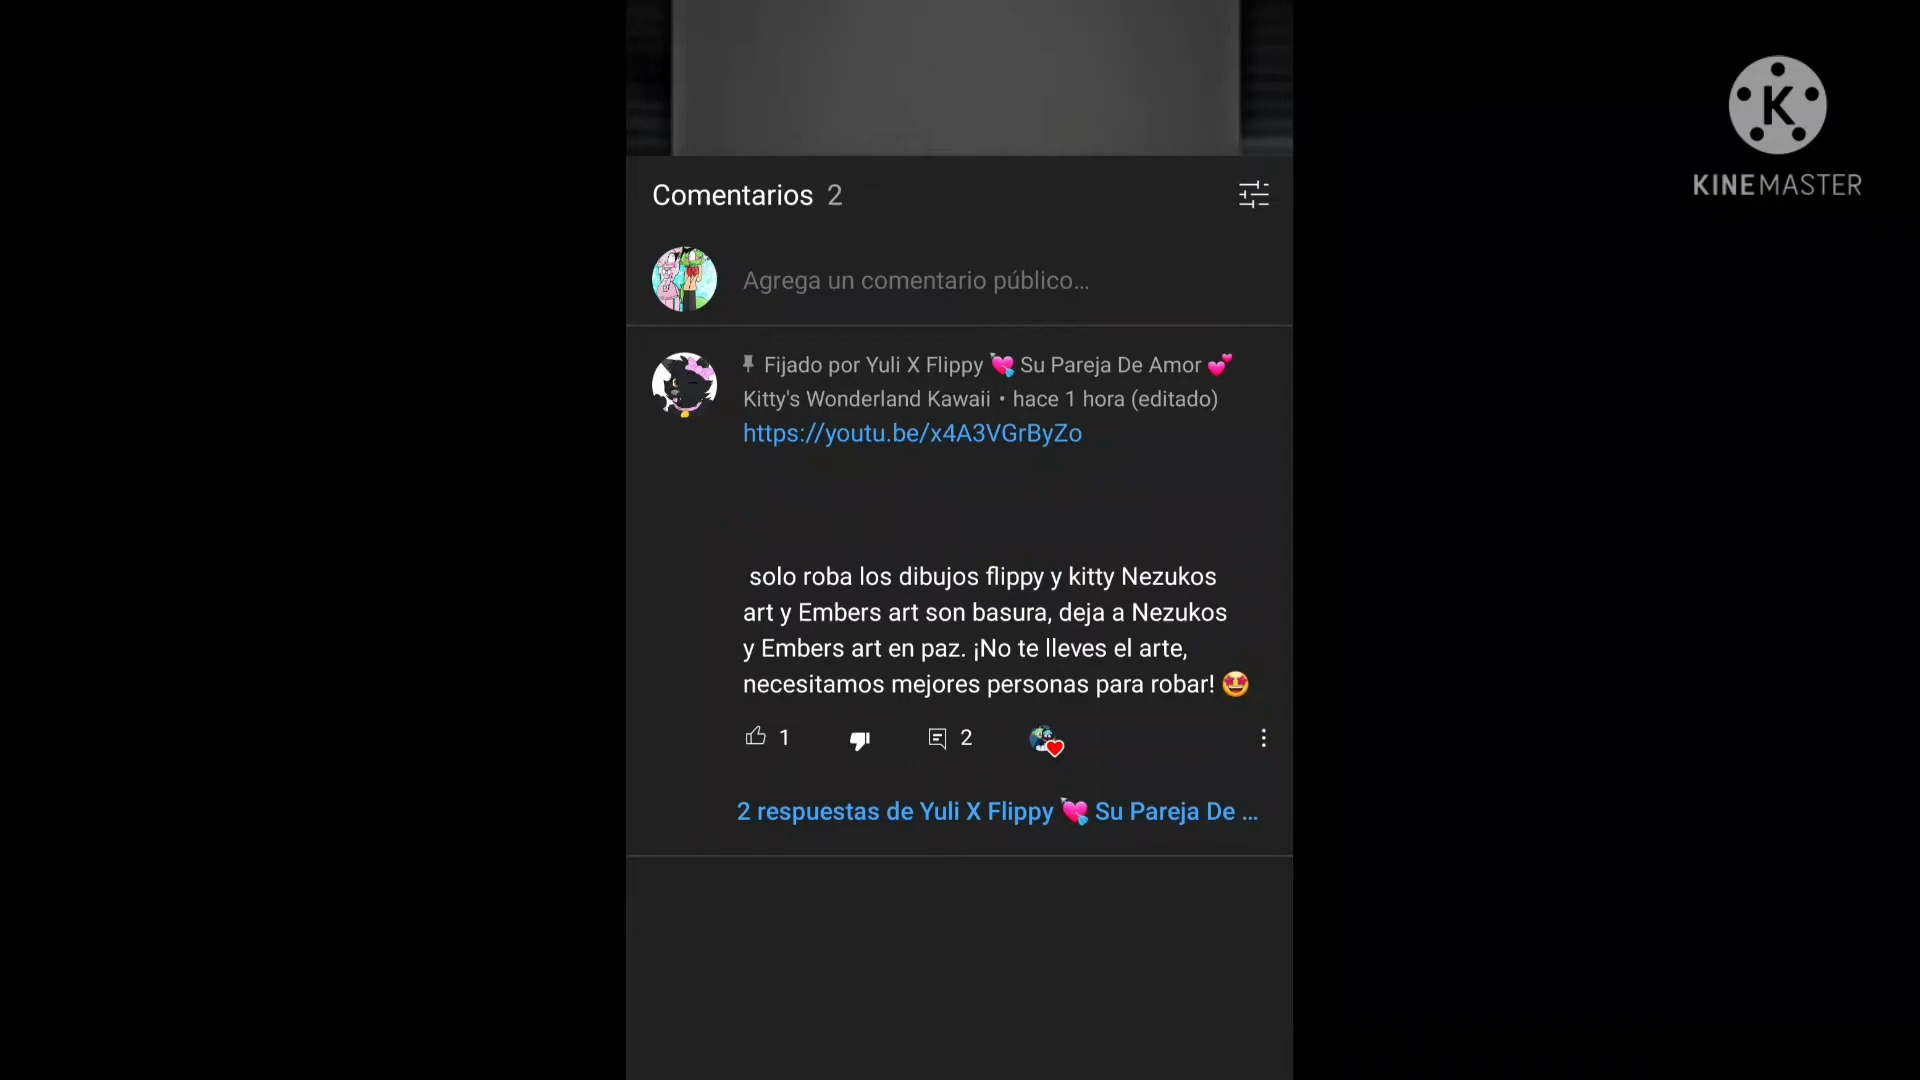 KINEMASTER
Comentarios 2
Agrega un comentario público...
Fijado por Yuli X Flippy 💘 Su Pareja De Amor 💕
Kitty's Wonderland Kawaii • hace 1 hora (editado)
https://youtu.be/x4A3VGrByZo
solo roba los dibujos flippy y kitty Nezukos
art y Embers art son basura, deja a Nezukos
y Embers art en paz. ¡No te lleves el arte,
necesitamos mejores personas para robar! 🤩
1 2
2 respuestas de Yuli X Flippy 💘 Su Pareja De ...